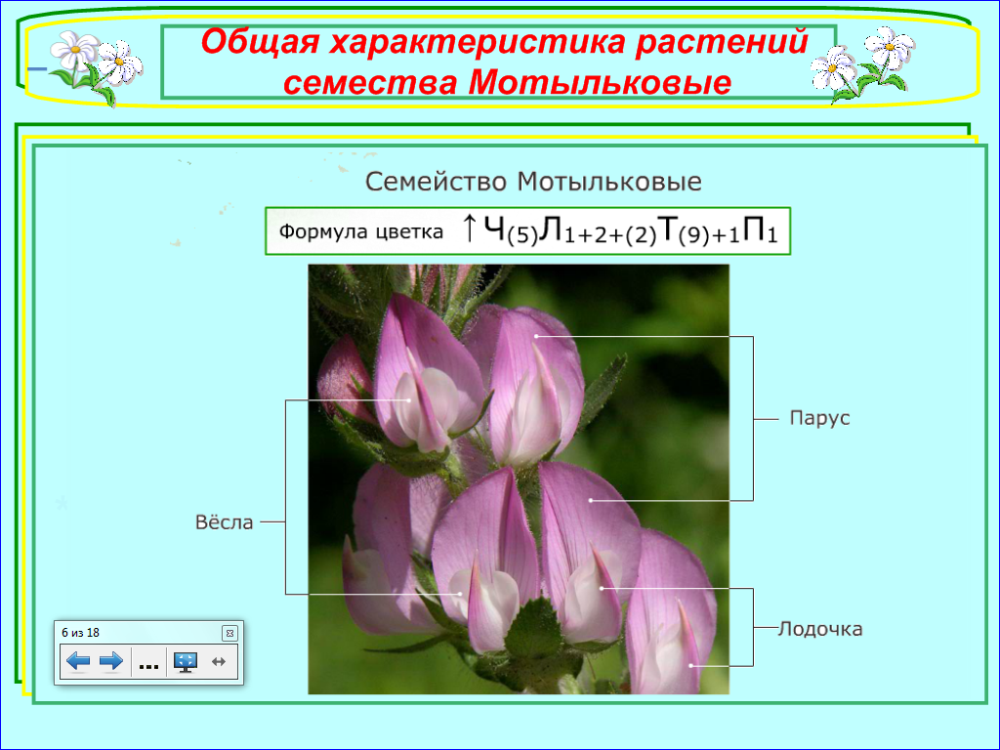 Общая характеристика растений
семества Мотыльковые
Семейство Мотыльковые
Формула цветка ↑Ч(5)Л1+2+(2)Т(9)+1П1
Парус
Вёсла
Лодочка
6 из 18
...